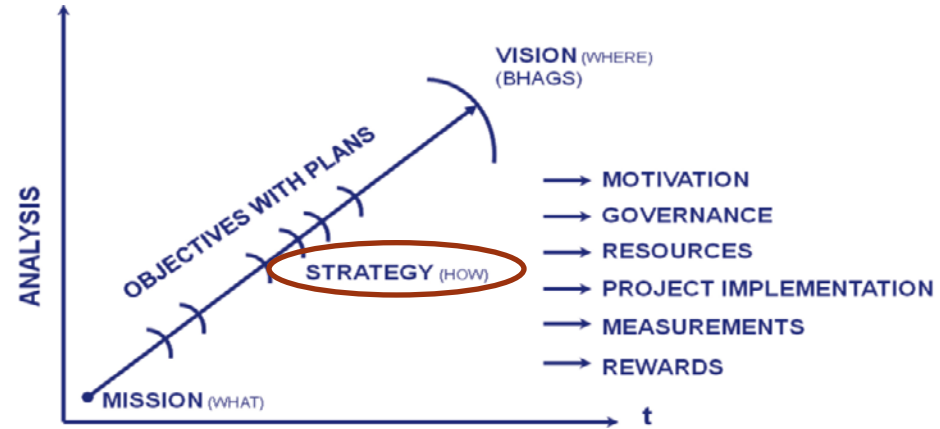 VISION (WHERE)
(BHAGS)
OBJECTIVES WITH PLANS
ANALYSIS
STRATEGY (HOW)
MISSION (WHAT)
t
MOTIVATION
GOVERNANCE
RESOURCES
PROJECT IMPLEMENTATION
MEASUREMENTS
REWARDS